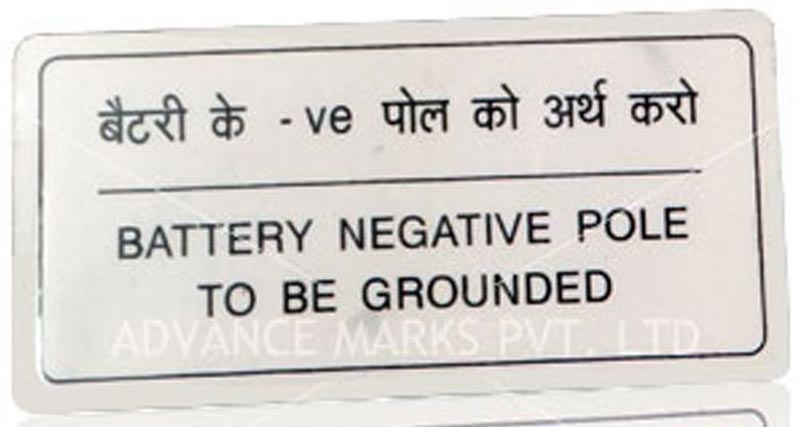 बैटरी के -ve पोल को अर्थ करो
BATTERY NEGATIVE POLE
TO BE GROUNDED
ADVANCE MARKS PVT. LTD